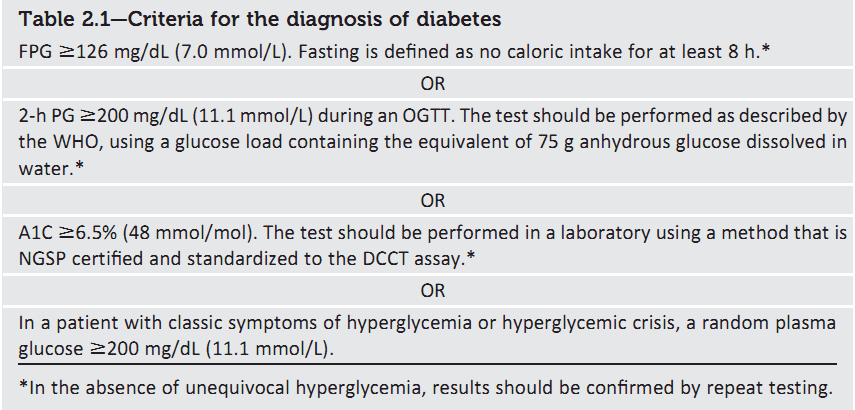 Table 2.1—Criteria for the diagnosis of diabetes
FPG ≥126 mg/dL (7.0 mmol/L). Fasting is defined as no caloric intake for at least 8 h.*
OR
2-h PG ≥200 mg/dL (11.1 mmol/L) during an OGTT. The test should be performed as described by
the WHO, using a glucose load containing the equivalent of 75 g anhydrous glucose dissolved in
water.*
OR
A1C ≥6.5% (48 mmol/mol). The test should be performed in a laboratory using a method that is
NGSP certified and standardized to the DCCT assay.*
OR
In a patient with classic symptoms of hyperglycemia or hyperglycemic crisis, a random plasma
glucose ≥200 mg/dL (11.1 mmol/L).
*In the absence of unequivocal hyperglycemia, results should be confirmed by repeat testing.